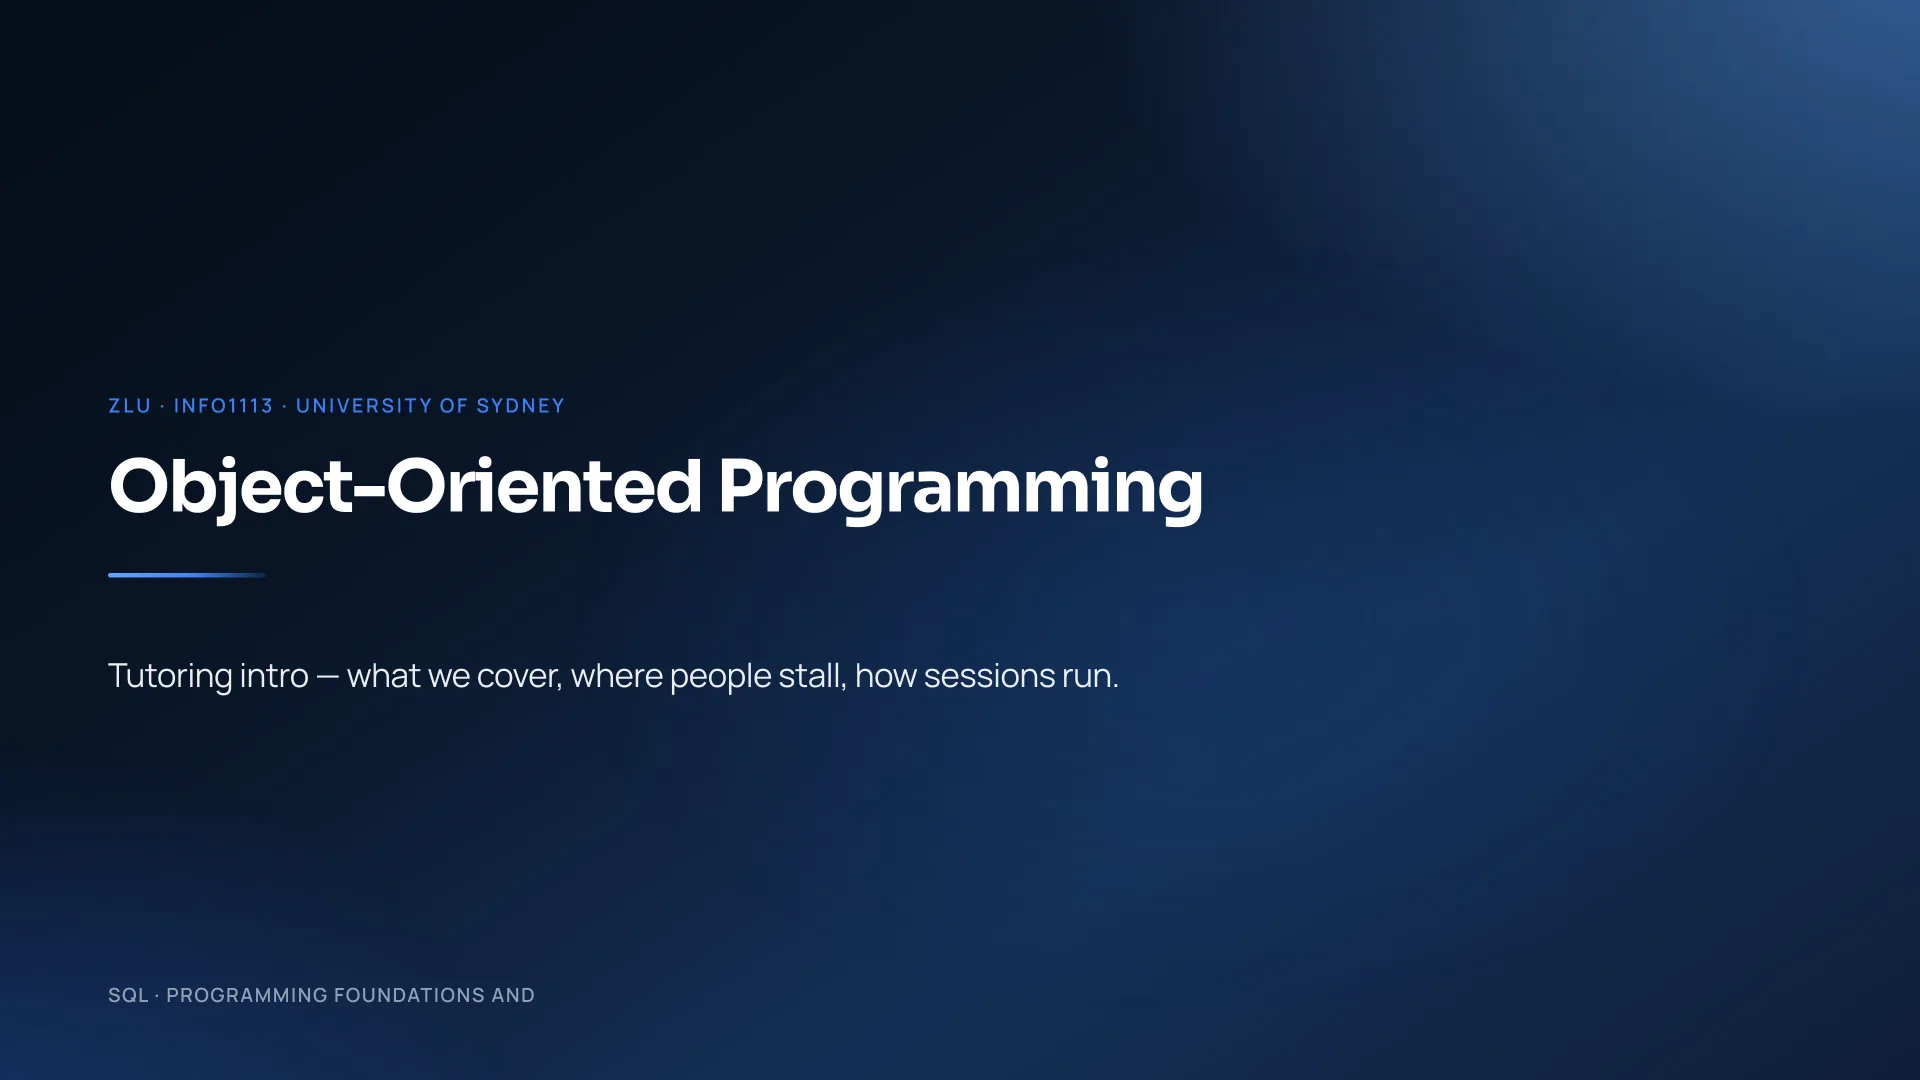 ZLU · INFO1113 · UNIVERSITY OF SYDNEY
Object-Oriented Programming
Tutoring intro — what we cover, where people stall, how sessions run.
SQL · PROGRAMMING FOUNDATIONS AND